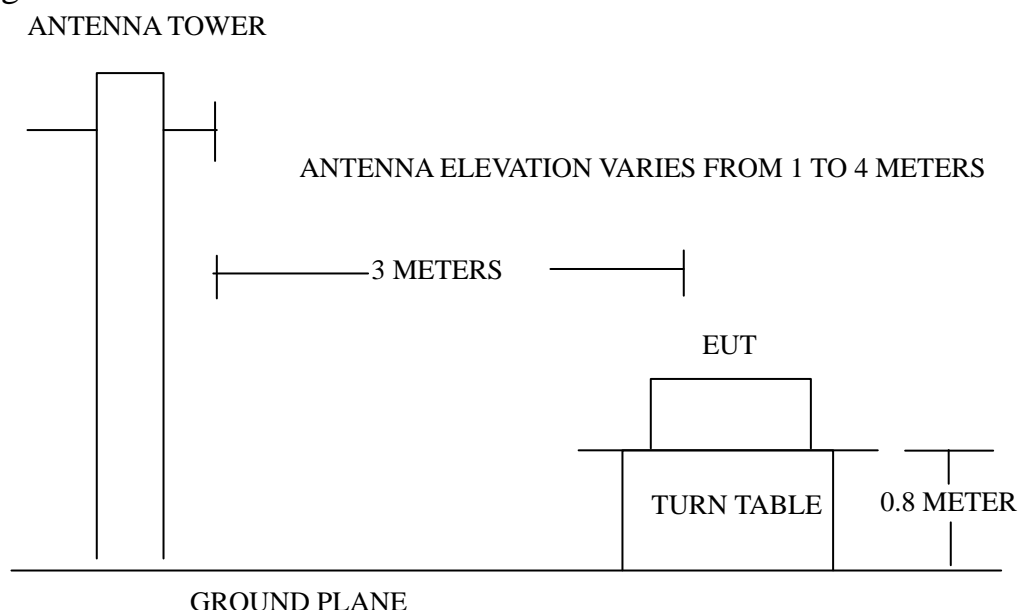 ANTENNA TOWER
ANTENNA ELEVATION VARIES FROM 1 TO 4 METERS
3 METERS
EUT
TURN TABLE
0.8 METER
GROUND PLANE